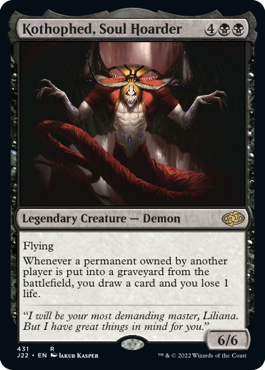 Kothophed, Soul Hoarder 4
Legendary Creature — Demon
Flying
Whenever a permanent owned by another
player is put into a graveyard from the
battlefield, you draw a card and you lose 1
life.
“I will be your most demanding master, Liliana.
But I have great things in mind for you.”
6/6
431 R
J22 • EN Jakub Kasper
™ & © 2022 Wizards of the Coast